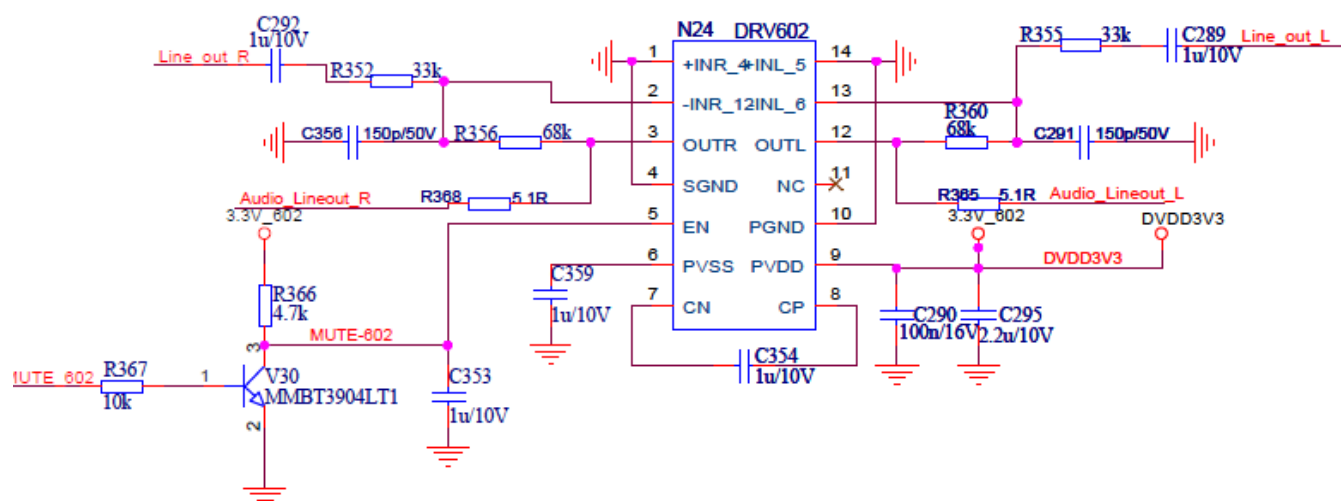 C292
1u/10V
Line_out_R
R352
33k
C356
150p/50V
R356
68k
Audio_Lineout_R
R368
5.1R
3.3V_602
R366
4.7k
MUTE-602
3
V30
MMBT3904LT1
1
2
R367
10k
MUTE_602
C353
1u/10V
C359
1u/10V
N24
DRV602
1
+INR_4
+INL_5
14
2
-INR_1
2-INL_6
13
3
OUTR
OUTL
12
4
SGND
NC
11
5
EN
PGND
10
6
PVSS
PVDD
9
7
CN
CP
8
C354
1u/10V
R355
33k
C289
1u/10V
Line_out_L
R360
68k
C291
150p/50V
R365
5.1R
Audio_Lineout_L
3.3V_602
DVDD3V3
DVDD3V3
C290
100n/16V
C295
2.2u/10V